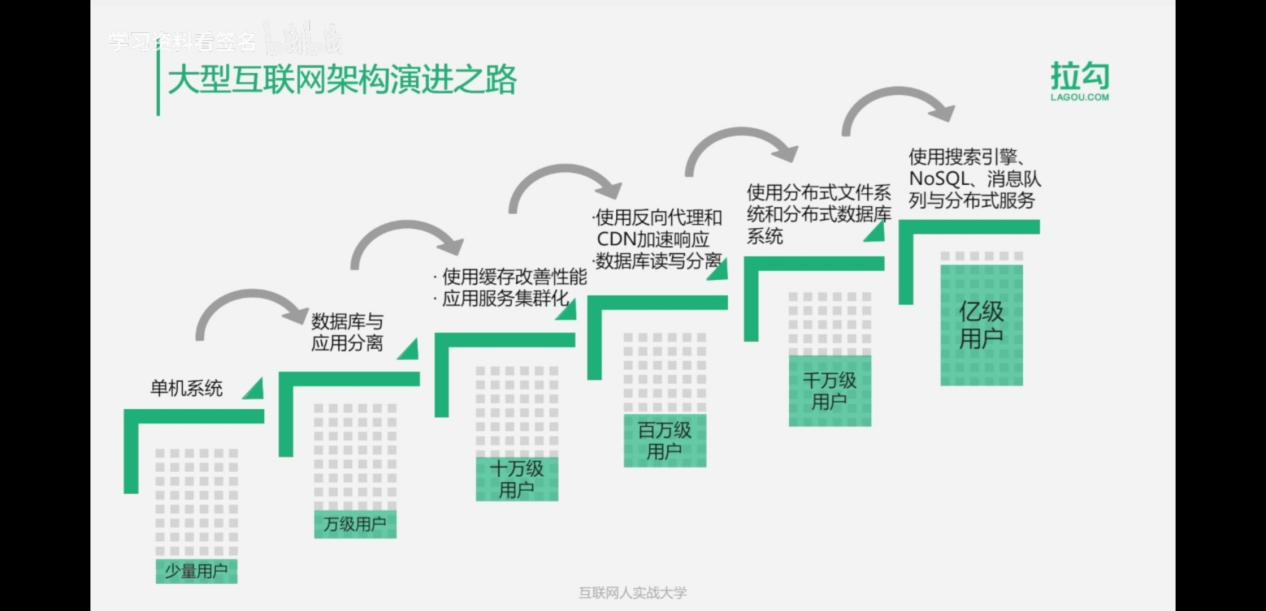 学习资料看签名
大型互联网架构演进之路
拉勾
LAGOU.COM
单机系统
少量用户
数据库与
应用分离
万级用户
· 使用缓存改善性能
· 应用服务集群化
十万级
用户
·使用反向代理和
CDN加速响应
·数据库读写分离
百万级
用户
使用分布式文件系
统和分布式数据库
系统
千万级
用户
使用搜索引擎、
NoSQL、消息队
列与分布式服务
亿级
用户
互联网人实战大学